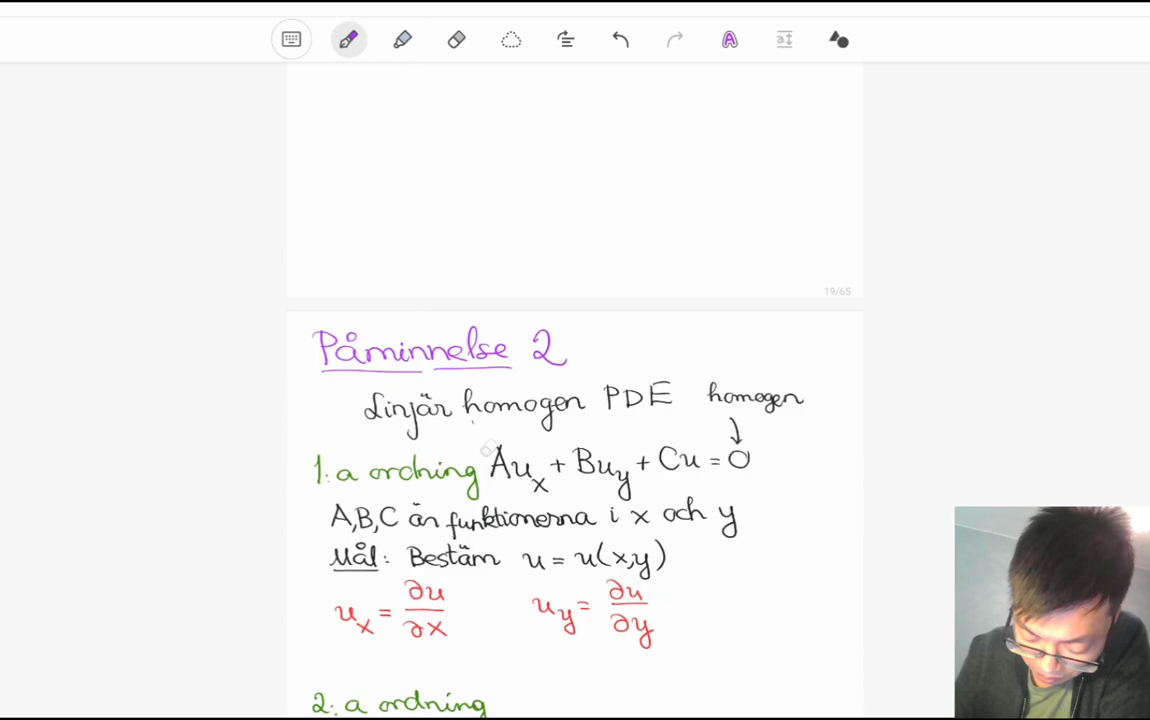 19/65
Påminnelse 2
Linjär homogen PDE homogen
↓
1:a ordning Au_x + Bu_y + Cu = 0
A,B,C är funktionerna i x och y
Mål: Bestäm u = u(x,y)
u_x = ∂u/∂x u_y = ∂u/∂y
2:a ordning